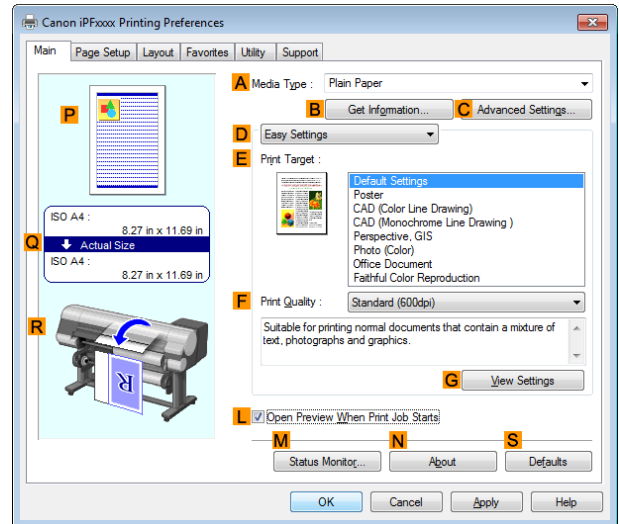 Canon iPFxxxx Printing Preferences
Main Page Setup Layout Favorites Utility Support
A Media Type : Plain Paper
B Get Information... C Advanced Settings...
D Easy Settings
E Print Target :
Default Settings
Poster
CAD (Color Line Drawing)
CAD (Monochrome Line Drawing )
Perspective, GIS
Photo (Color)
Office Document
Faithful Color Reproduction
F Print Quality : Standard (600dpi)
Suitable for printing normal documents that contain a mixture of
text, photographs and graphics.
G View Settings
L Open Preview When Print Job Starts
M N S
Status Monitor... About Defaults
OK Cancel Apply Help
P
Q
ISO A4 :
8.27 in x 11.69 in
Actual Size
ISO A4 :
8.27 in x 11.69 in
R
R